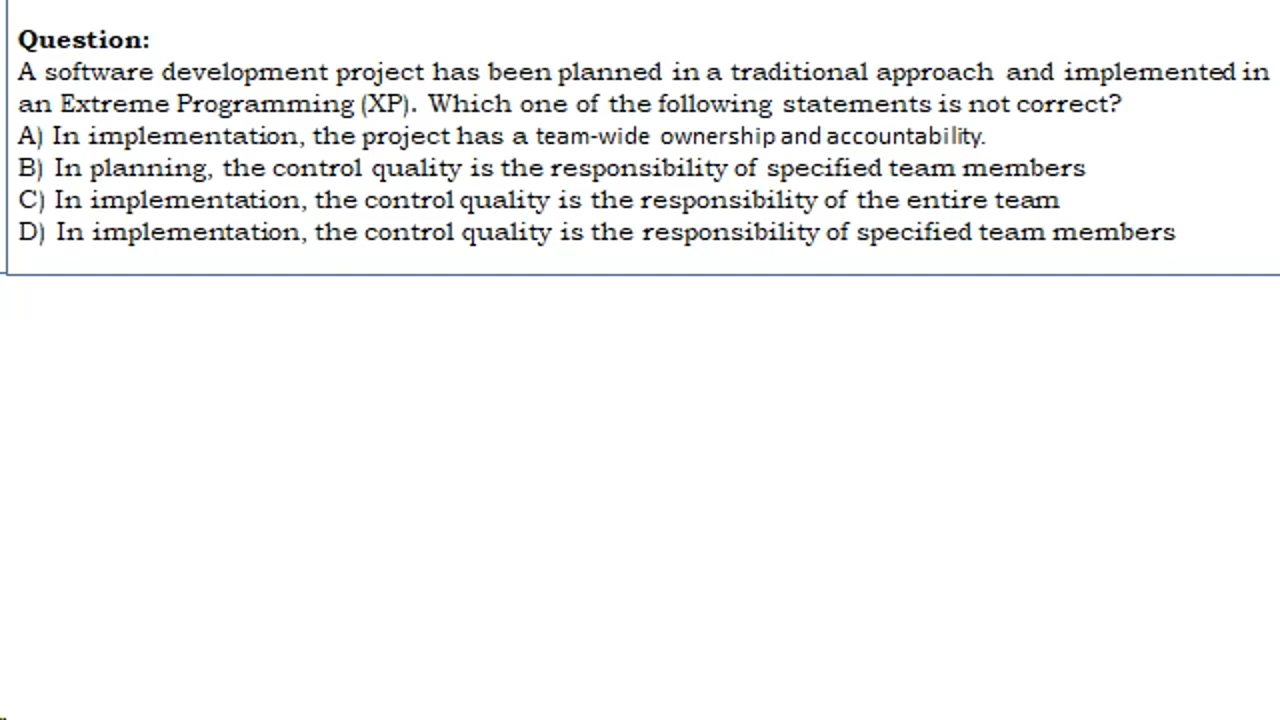 Question:
A software development project has been planned in a traditional approach and implemented in
an Extreme Programming (XP). Which one of the following statements is not correct?
A) In implementation, the project has a team-wide ownership and accountability.
B) In planning, the control quality is the responsibility of specified team members
C) In implementation, the control quality is the responsibility of the entire team
D) In implementation, the control quality is the responsibility of specified team members